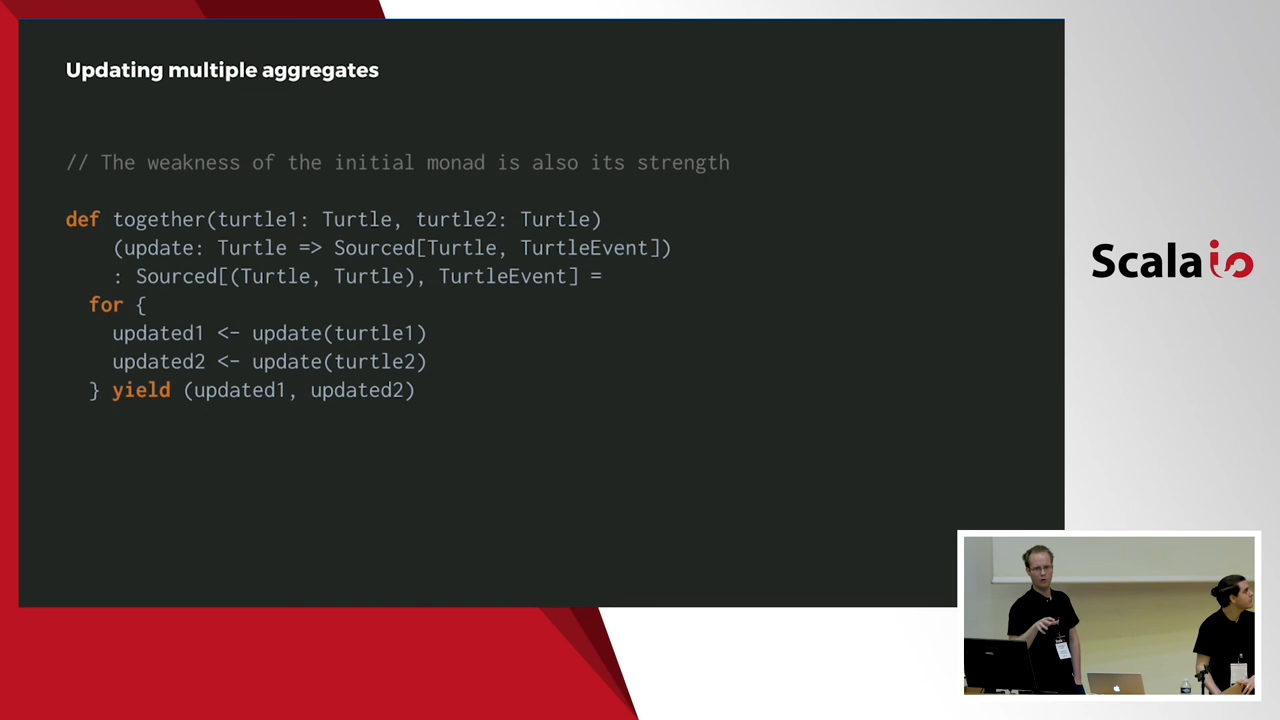 Updating multiple aggregates
// The weakness of the initial monad is also its strength
def together(turtle1: Turtle, turtle2: Turtle)
(update: Turtle => Sourced[Turtle, TurtleEvent])
: Sourced[(Turtle, Turtle), TurtleEvent] =
for {
updated1 <- update(turtle1)
updated2 <- update(turtle2)
} yield (updated1, updated2)
Scala io